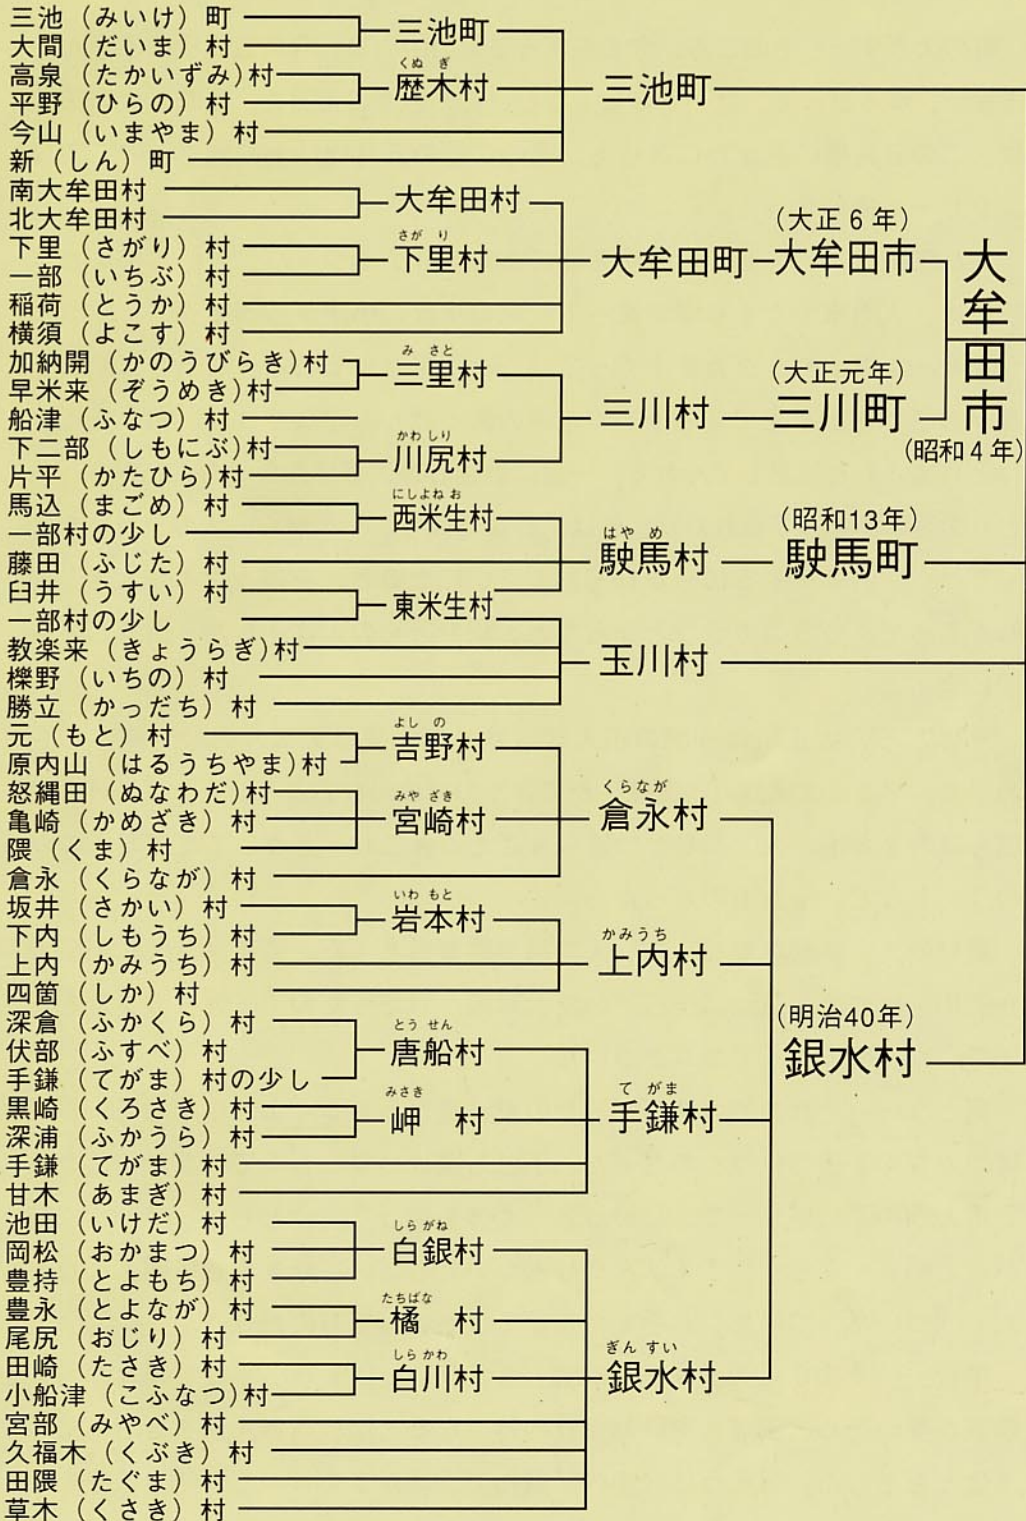 三池（みいけ）町
大間（だいま）村
高泉（たかいずみ）村
平野（ひらの）村
今山（いまやま）村
新（しん）町
南大牟田村
北大牟田村
下里（さがり）村
一部（いちぶ）村
稲荷（とうか）村
横須（よこす）村
加納開（かのうびらき）村
早米来（ぞうめき）村
船津（ふなつ）村
下二部（しもにぶ）村
片平（かたひら）村
馬込（まごめ）村
一部村の少し
藤田（ふじた）村
臼井（うすい）村
一部村の少し
教楽来（きょうらぎ）村
櫟野（いちの）村
勝立（かっだち）村
元（もと）村
原内山（はるうちやま）村
怒縄田（ぬなわだ）村
亀崎（かめざき）村
隈（くま）村
倉永（くらなが）村
坂井（さかい）村
下内（しもうち）村
上内（かみうち）村
四箇（しか）村
深倉（ふかくら）村
伏部（ふすべ）村
手鎌（てがま）村の少し
黒崎（くろさき）村
深浦（ふかうら）村
手鎌（てがま）村
甘木（あまぎ）村
池田（いけだ）村
岡松（おかまつ）村
豊持（とよもち）村
豊永（とよなが）村
尾尻（おじり）村
田崎（たさき）村
小船津（こふなつ）村
宮部（みやべ）村
久福木（くぶき）村
田隈（たぐま）村
草木（くさき）村
三池町
くぬぎ
歴木村
大牟田村
さがり
下里村
みさと
三里村
かわしり
川尻村
にしよねお
西米生村
東米生村
よしの
吉野村
みやざき
宮崎村
いわもと
岩本村
とうせん
唐船村
みさき
岬村
しらがね
白銀村
たちばな
橘村
しらかわ
白川村
三池町
大牟田町
三川村
はやめ
駛馬村
玉川村
くらなが
倉永村
かみうち
上内村
てがま
手鎌村
ぎんすい
銀水村
（大正6年）
大牟田市
（大正元年）
三川町
（昭和13年）
駛馬町
（明治40年）
銀水村
大牟田市
（昭和4年）